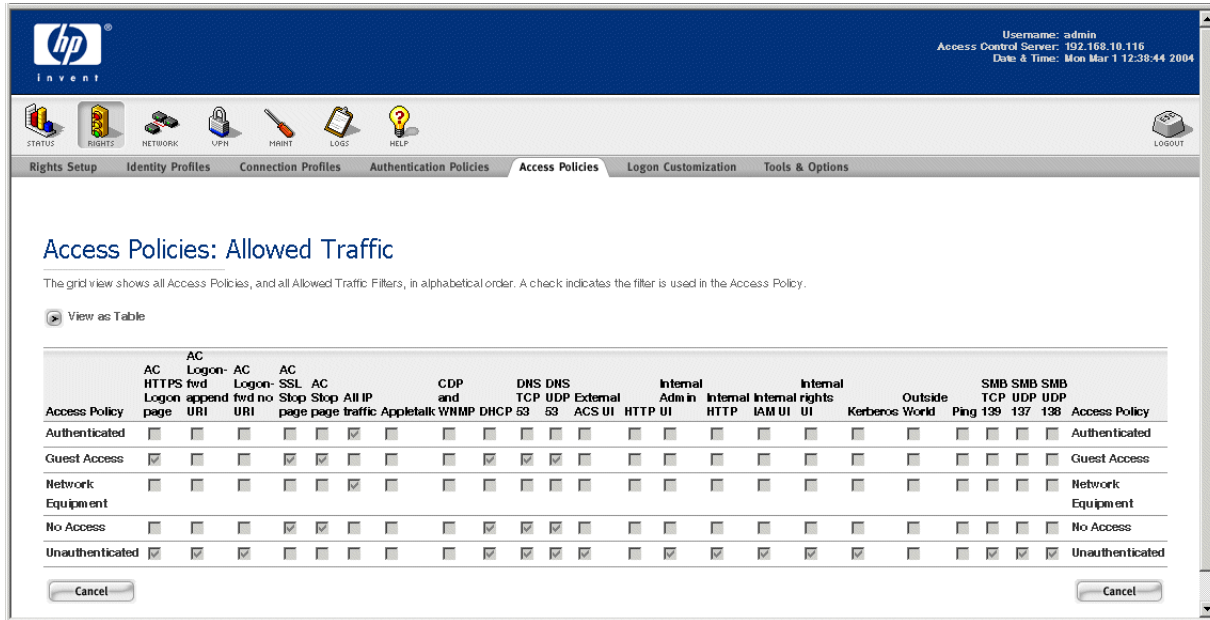 hp
®
invent
Username: admin
Access Control Server: 192.168.10.116
Date & Time: Mon Mar 1 12:38:44 2004
STATUS RIGHTS NETWORK VPN MAINT LOGS HELP LOGOUT
Rights Setup Identity Profiles Connection Profiles Authentication Policies Access Policies Logon Customization Tools & Options
Access Policies: Allowed Traffic
The grid view shows all Access Policies, and all Allowed Traffic Filters, in alphabetical order. A check indicates the filter is used in the Access Policy.
View as Table
AC
AC Logon- AC AC
HTTPS fwd Logon- SSL AC CDP DNS DNS Internal Internal SMB SMB SMB
Logon append fwd no Stop Stop All IP and TCP UDP External Admin Internal Internal rights Outside TCP UDP UDP
Access Policy page URI URI page page traffic Appletalk WNMP DHCP 53 53 ACS UI HTTP UI HTTP IAM UI UI Kerberos World Ping 139 137 138 Access Policy
Authenticated Authenticated
Guest Access Guest Access
Network Network
Equipment Equipment
No Access No Access
Unauthenticated Unauthenticated
Cancel Cancel